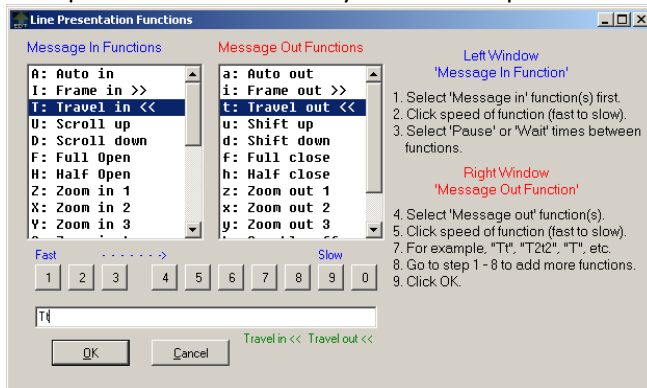 Line Presentation Functions
Message In Functions
A: Auto in
I: Frame in >>
T: Travel in <<
U: Scroll up
D: Scroll down
F: Full Open
H: Half Open
Z: Zoom in 1
X: Zoom in 2
Y: Zoom in 3
Message Out Functions
a: Auto out
i: Frame out >>
t: Travel out <<
u: Shift up
d: Shift down
f: Full close
h: Half close
z: Zoom out 1
x: Zoom out 2
y: Zoom out 3
Left Window
'Message In Function'
1. Select 'Message in' function(s) first.
2. Click speed of function (fast to slow).
3. Select 'Pause' or 'Wait' times between
functions.
Right Window
'Message Out Function'
4. Select 'Message out' function(s).
5. Click speed of function (fast to slow).
7. For example, "Tt", "T2t2", "T", etc.
8. Go to step 1 - 8 to add more functions.
9. Click OK.
Fast - - - - - -> Slow
1 2 3 4 5 6 7 8 9 0
Tt
Travel in << Travel out <<
OK Cancel